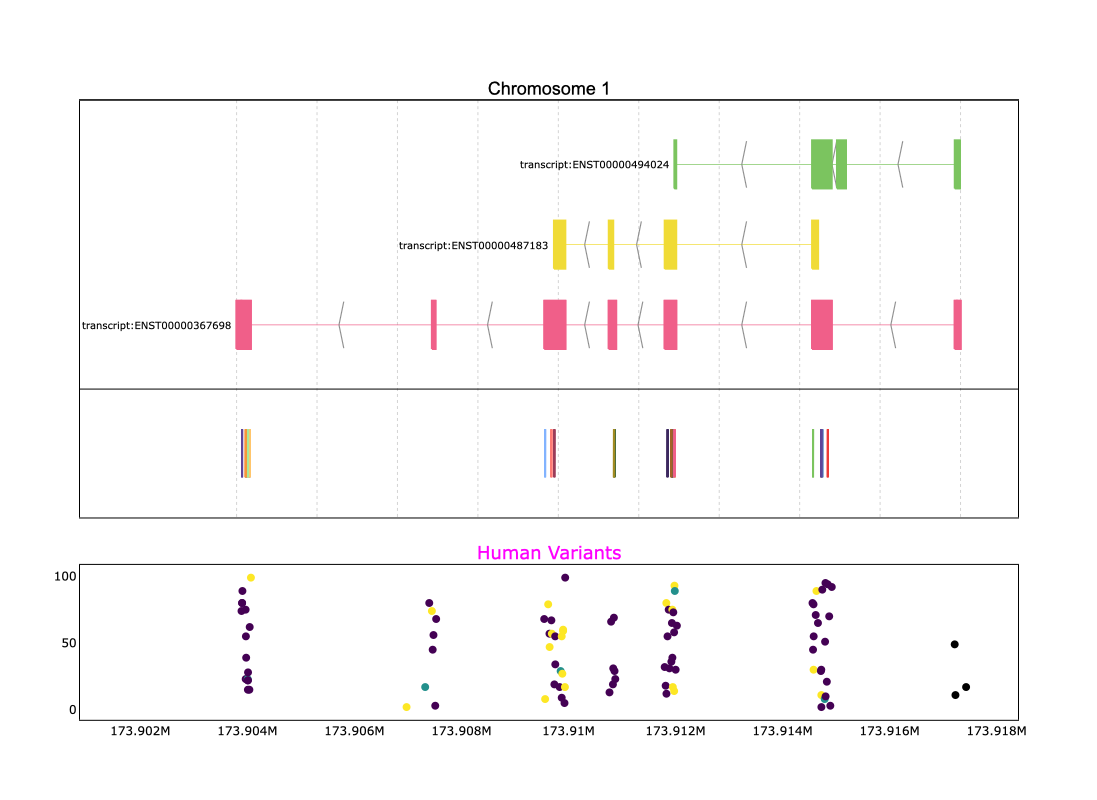 Chromosome 1
transcript:ENST00000494024
transcript:ENST00000487183
transcript:ENST00000367698
Human Variants
100
50
0
173.902M 173.904M 173.906M 173.908M 173.91M 173.912M 173.914M 173.916M 173.918M